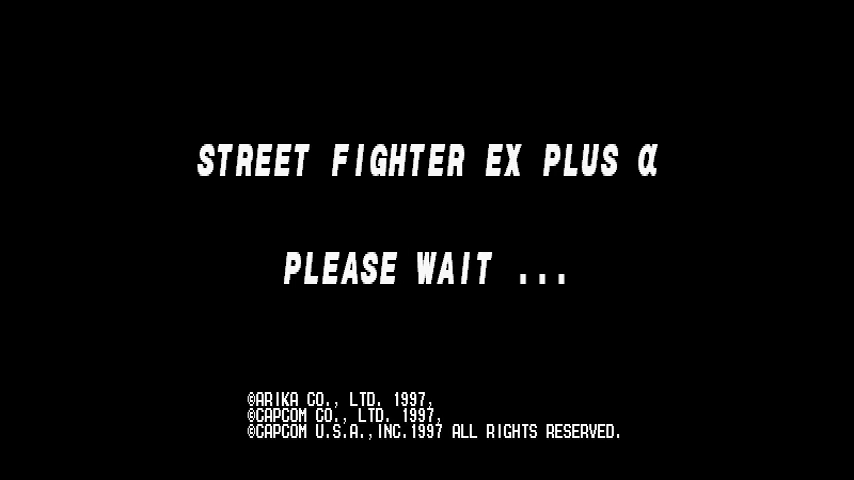 STREET FIGHTER EX PLUS α
PLEASE WAIT ...
©ARIKA CO., LTD. 1997,
©CAPCOM CO., LTD. 1997,
©CAPCOM U.S.A.,INC.1997 ALL RIGHTS RESERVED.